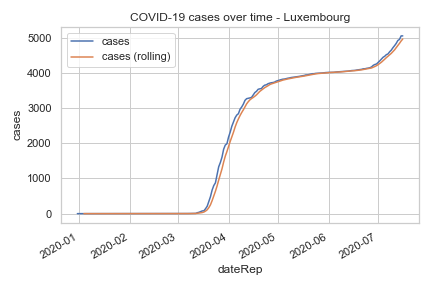 COVID-19 cases over time - Luxembourg
cases
cases (rolling)
5000
4000
3000
2000
1000
0
cases
2020-01
2020-02
2020-03
2020-04
2020-05
2020-06
2020-07
dateRep